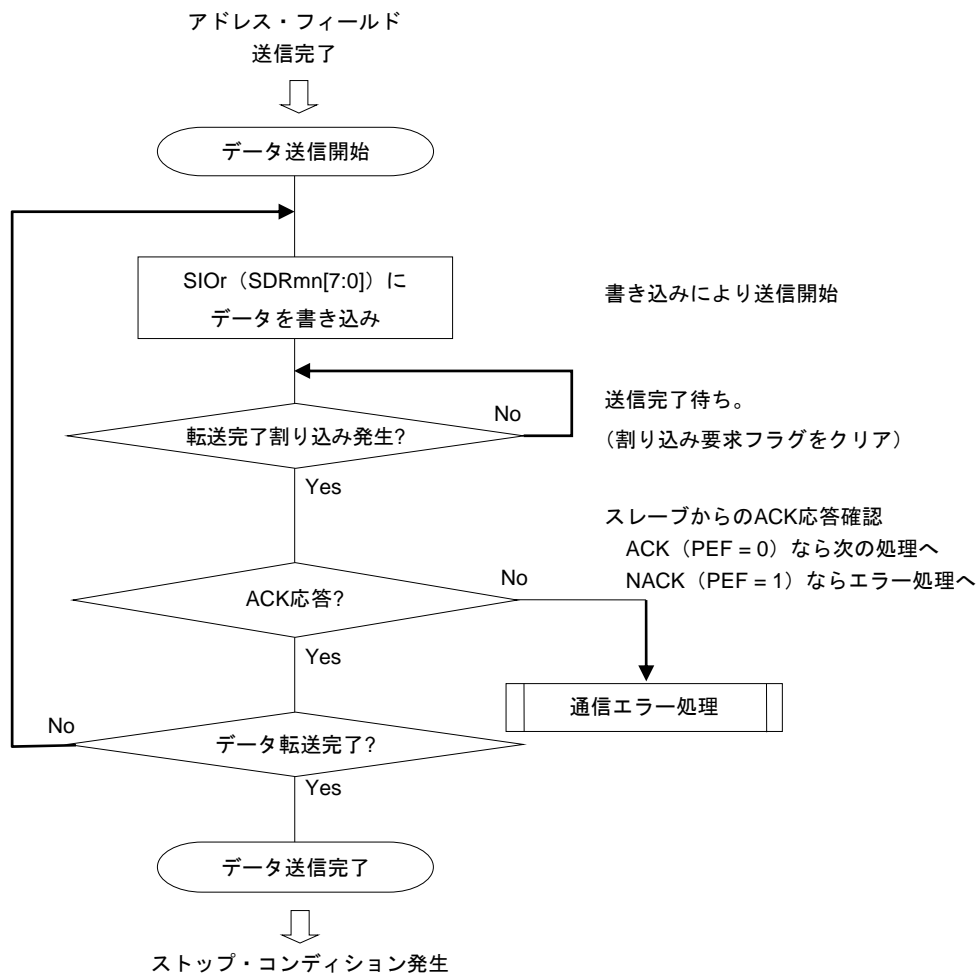 アドレス・フィールド
送信完了
データ送信開始
SIOr（SDRmn[7:0]）に
データを書き込み
書き込みにより送信開始
転送完了割り込み発生?
No
送信完了待ち。
（割り込み要求フラグをクリア）
Yes
スレーブからのACK応答確認
ACK（PEF = 0）なら次の処理へ
NACK（PEF = 1）ならエラー処理へ
ACK応答?
No
Yes
通信エラー処理
データ転送完了?
No
Yes
データ送信完了
ストップ・コンディション発生